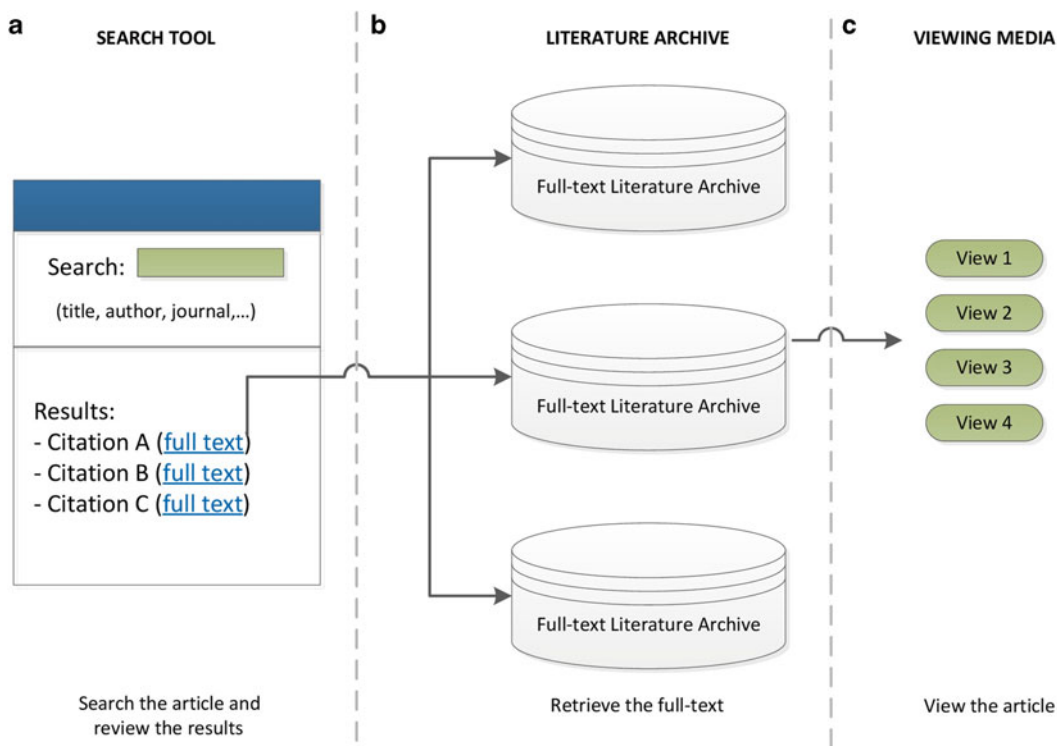 a
SEARCH TOOL
Search:
(title, author, journal,...)
Results:
- Citation A (full text)
- Citation B (full text)
- Citation C (full text)
Search the article and
review the results
b
LITERATURE ARCHIVE
Full-text Literature Archive
Full-text Literature Archive
Full-text Literature Archive
Retrieve the full-text
c
VIEWING MEDIA
View 1
View 2
View 3
View 4
View the article